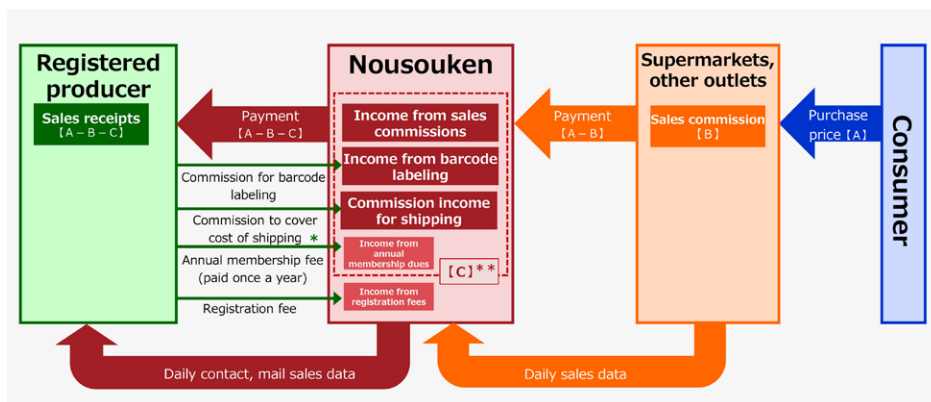 Registered
producer
Sales receipts
【A－B－C】
Payment
【A－B－C】
Commission for barcode
labeling
Commission to cover
cost of shipping *
Annual membership fee
(paid once a year)
Registration fee
Nousouken
Income from sales
commissions
Income from barcode
labeling
Commission income
for shipping
Income from
annual
membership dues
【C】**
Income from
registration fees
Payment
【A－B】
Supermarkets,
other outlets
Sales commission
【B】
Purchase
price【A】
Consumer
Daily contact, mail sales data
Daily sales data